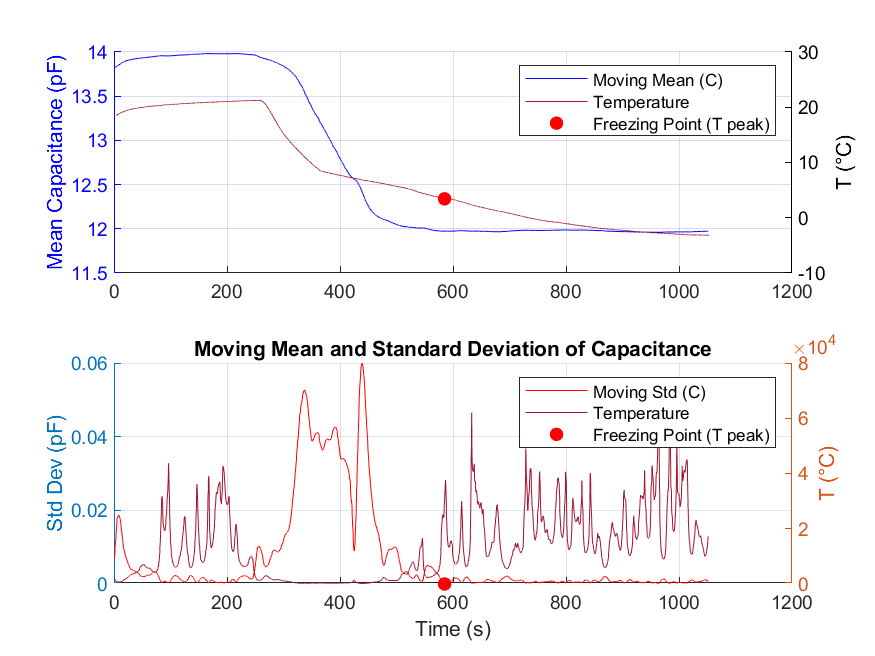 14
13.5
13
12.5
12
11.5
Mean Capacitance (pF)
30
20
10
0
-10
T (°C)
Moving Mean (C)
Temperature
Freezing Point (T peak)
0 200 400 600 800 1000 1200
Moving Mean and Standard Deviation of Capacitance
×10⁴
0.06
0.04
0.02
0
Std Dev (pF)
8
6
4
2
0
T (°C)
Moving Std (C)
Temperature
Freezing Point (T peak)
0 200 400 600 800 1000 1200
Time (s)